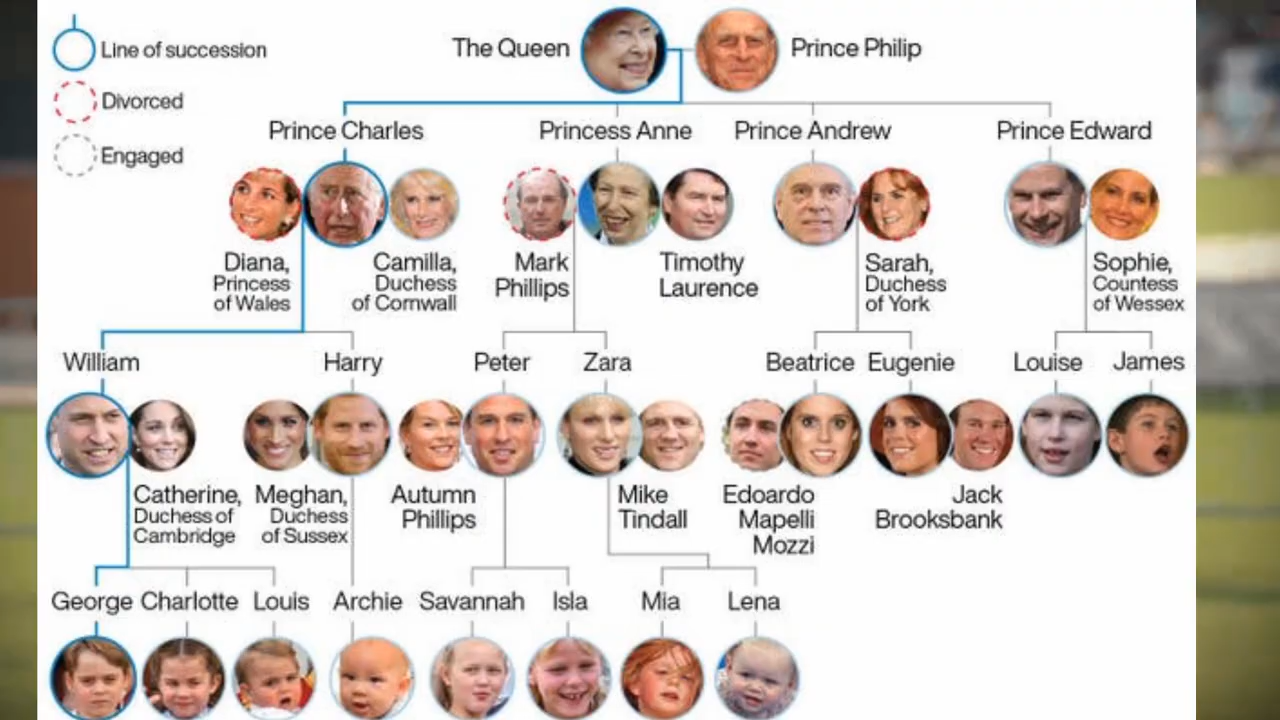 Line of succession
Divorced
Engaged
The Queen
Prince Philip
Prince Charles
Princess Anne
Prince Andrew
Prince Edward
Diana,
Princess
of Wales
Camilla,
Duchess
of Cornwall
Mark
Phillips
Timothy
Laurence
Sarah,
Duchess
of York
Sophie,
Countess
of Wessex
William
Harry
Peter
Zara
Beatrice
Eugenie
Louise
James
Catherine,
Duchess of
Cambridge
Meghan,
Duchess
of Sussex
Autumn
Phillips
Mike
Tindall
Edoardo
Mapelli
Mozzi
Jack
Brooksbank
George
Charlotte
Louis
Archie
Savannah
Isla
Mia
Lena